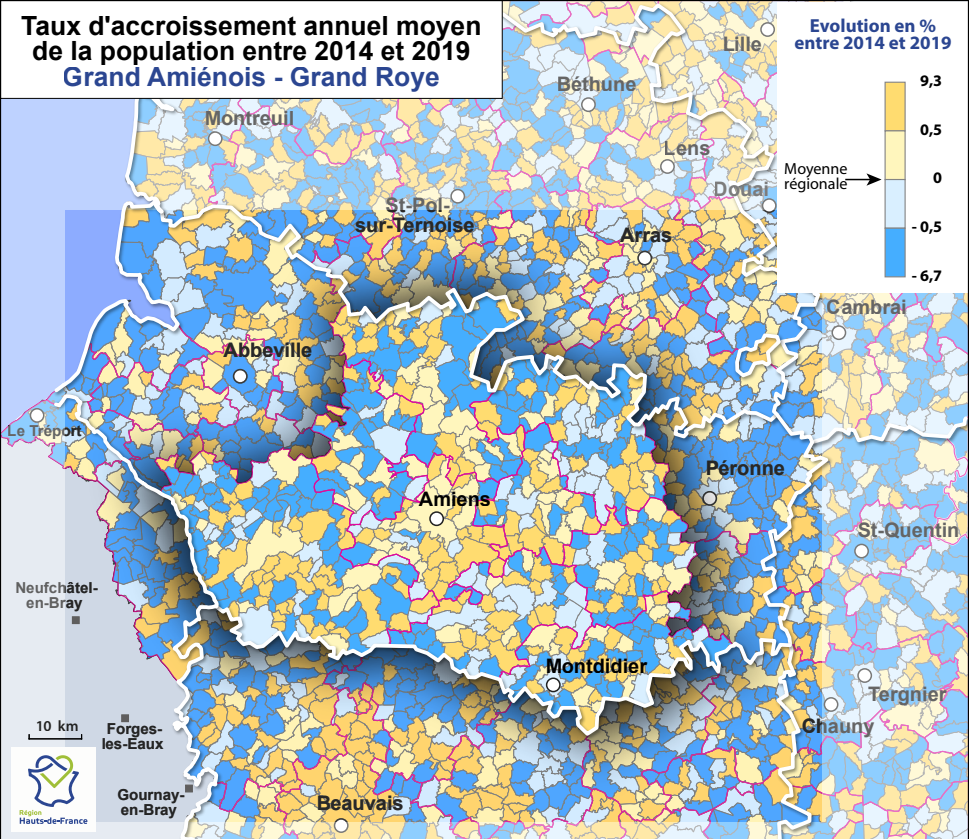 Taux d'accroissement annuel moyen
de la population entre 2014 et 2019
Grand Amiénois - Grand Roye
Evolution en %
entre 2014 et 2019
9,3
0,5
Moyenne
régionale
0
- 0,5
- 6,7
Lille
Béthune
Montreuil
Lens
Douai
St-Pol-
sur-Ternoise
Arras
Cambrai
Abbeville
Le Tréport
Péronne
Amiens
St-Quentin
Neufchâtel-
en-Bray
Montdidier
Tergnier
Chauny
10 km
Forges-
les-Eaux
Gournay-
en-Bray
Beauvais
Région
Hauts-de-France